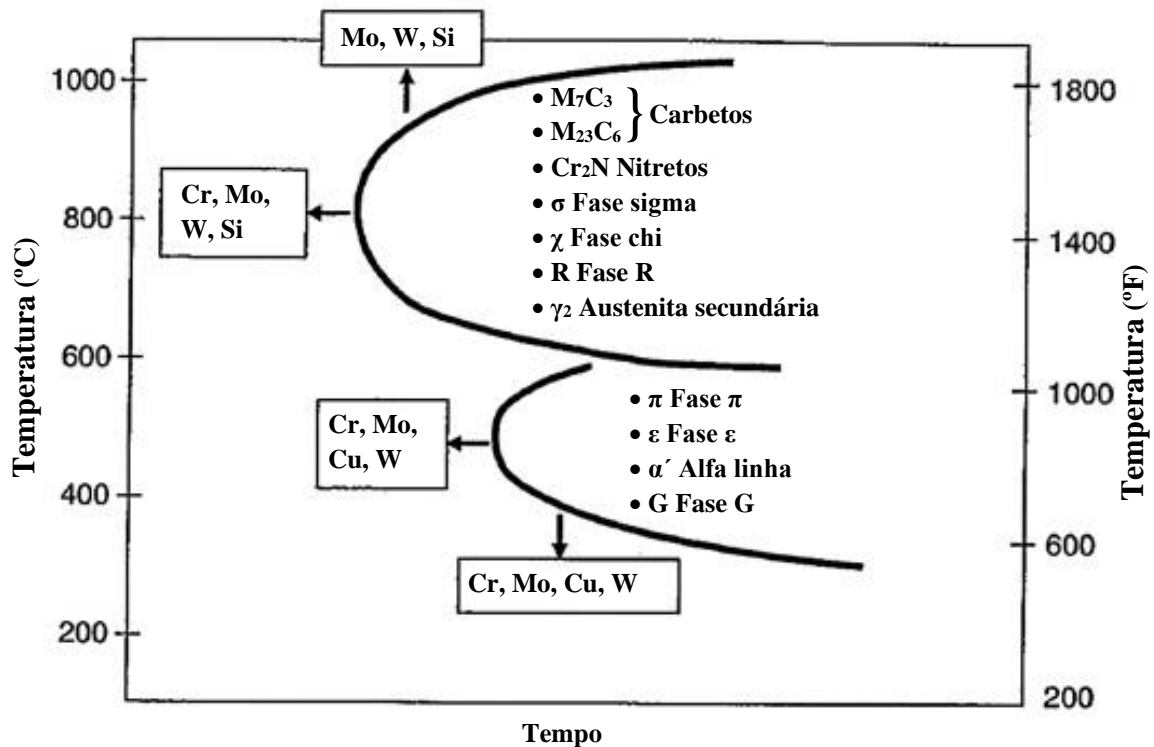 Mo, W, Si
1000
800
600
400
200
Temperatura (ºC)
Cr, Mo,
W, Si
• M₇C₃
• M₂₃C₆
} Carbetos
• Cr₂N Nitretos
• σ Fase sigma
• χ Fase chi
• R Fase R
• γ₂ Austenita secundária
Cr, Mo,
Cu, W
• π Fase π
• ε Fase ε
• α´ Alfa linha
• G Fase G
Cr, Mo, Cu, W
1800
1400
1000
600
200
Temperatura (ºF)
Tempo